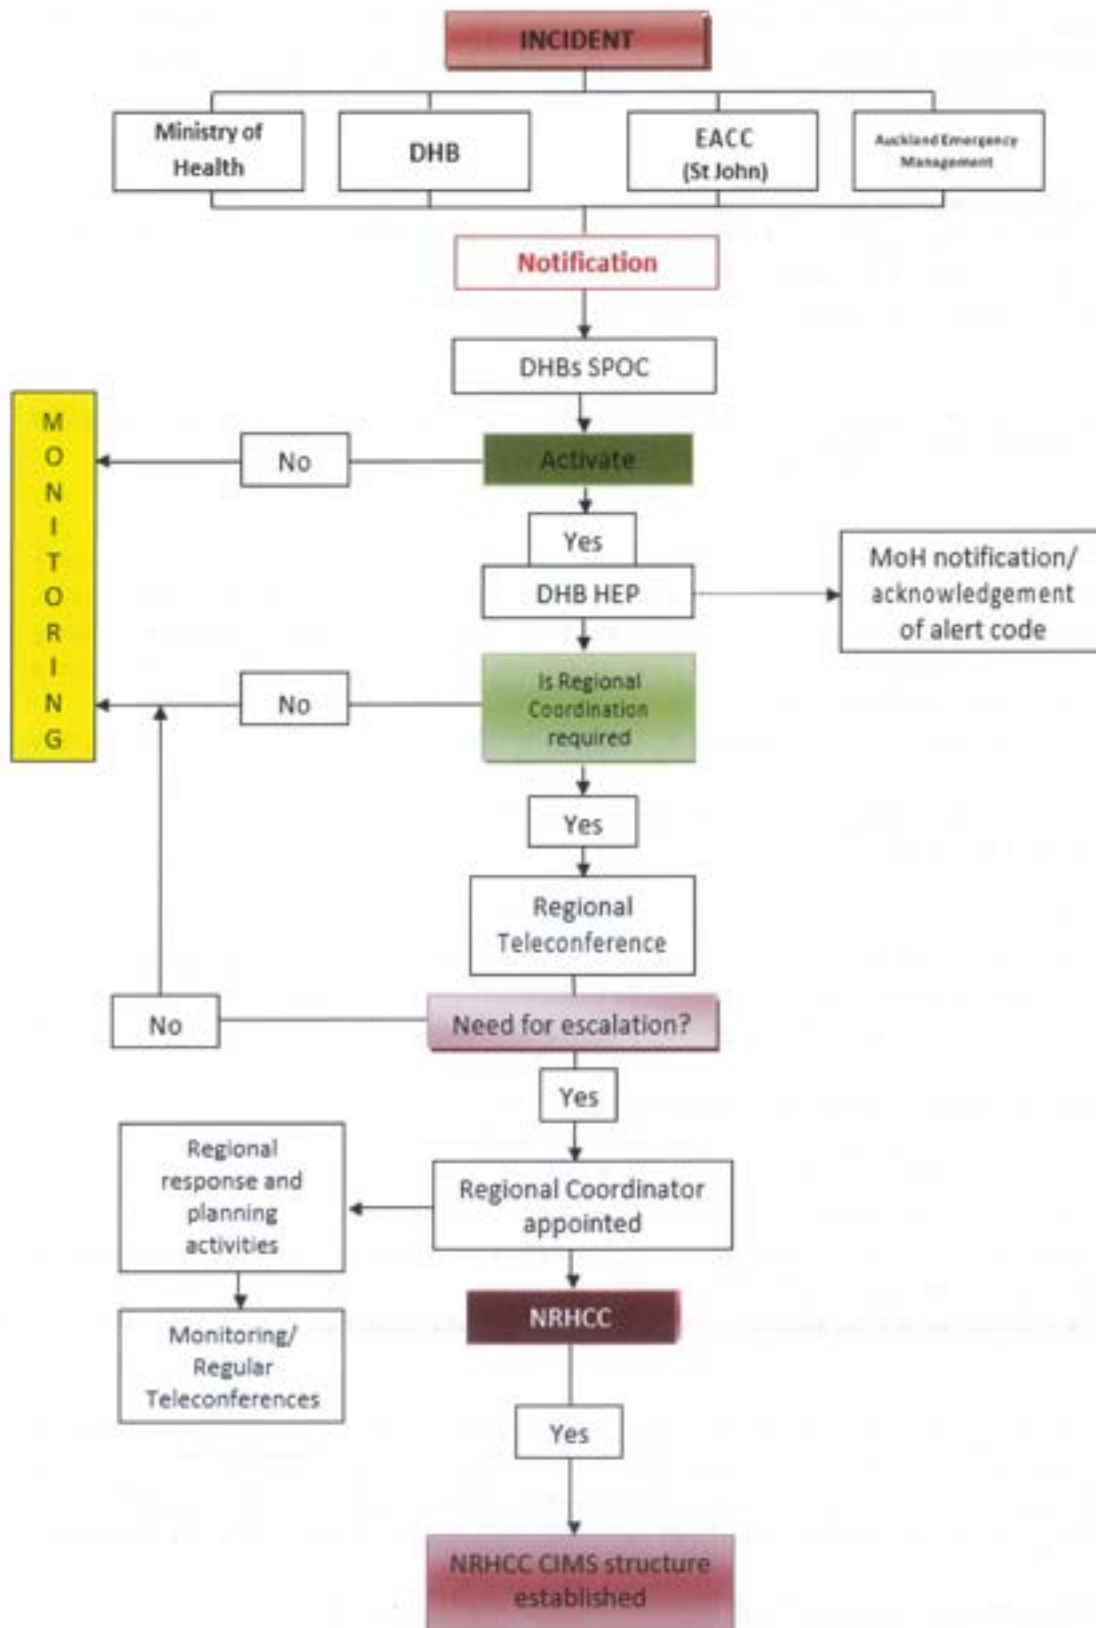 INCIDENT
Ministry of
Health
DHB
EACC
(St John)
Auckland Emergency
Management
Notification
DHBs SPOC
MONITORING
No
Activate
Yes
DHB HEP
MoH notification/
acknowledgement
of alert code
No
Is Regional
Coordination
required
Yes
Regional
Teleconference
No
Need for escalation?
Yes
Regional
response and
planning
activities
Regional Coordinator
appointed
NRHCC
Monitoring/
Regular
Teleconferences
Yes
NRHCC CIMS structure
established